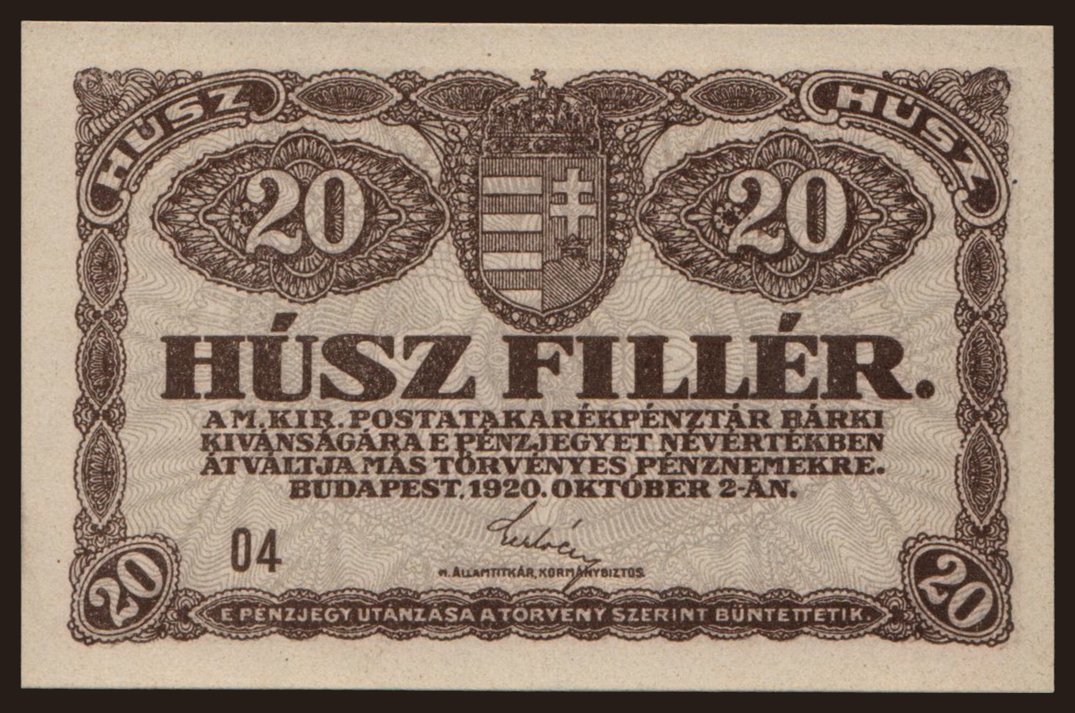 HÚSZ
HÚSZ
20
20
HÚSZ FILLÉR.
A M. KIR. POSTATAKARÉKPÉNZTÁR BÁRKI
KIVÁNSÁGÁRA E PÉNZJEGYET NÉVÉRTÉKBEN
ÁTVÁLTJA MÁS TÖRVÉNYES PÉNZNEMEKRE.
BUDAPEST, 1920. OKTÓBER 2-ÁN.
04
M. ÁLLAMTITKÁR, KORMÁNYBIZTOS.
20
20
E PÉNZJEGY UTÁNZÁSA A TÖRVÉNY SZERINT BÜNTETTETIK.